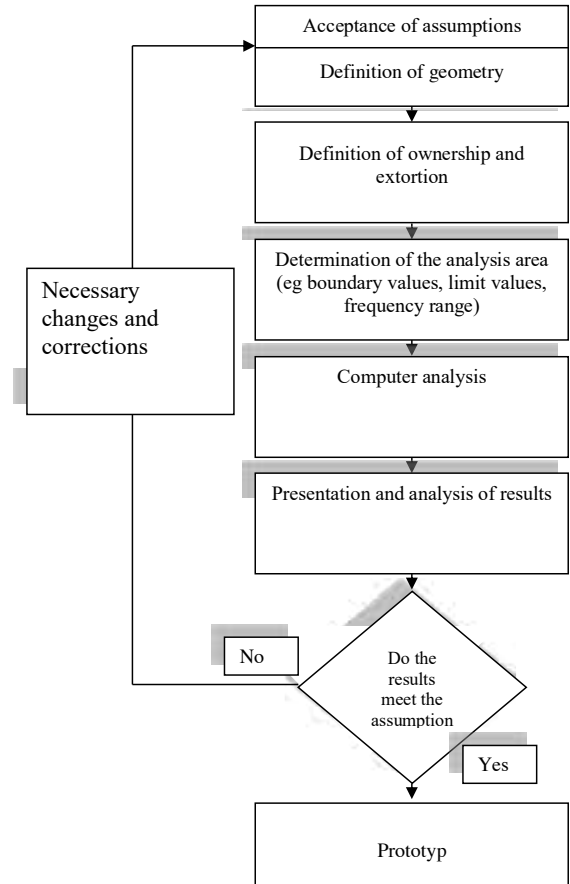 Acceptance of assumptions
Definition of geometry
Definition of ownership and
extortion
Determination of the analysis area
(eg boundary values, limit values,
frequency range)
Necessary
changes and
corrections
Computer analysis
Presentation and analysis of results
Do the
results
meet the
assumption
No
Yes
Prototyp